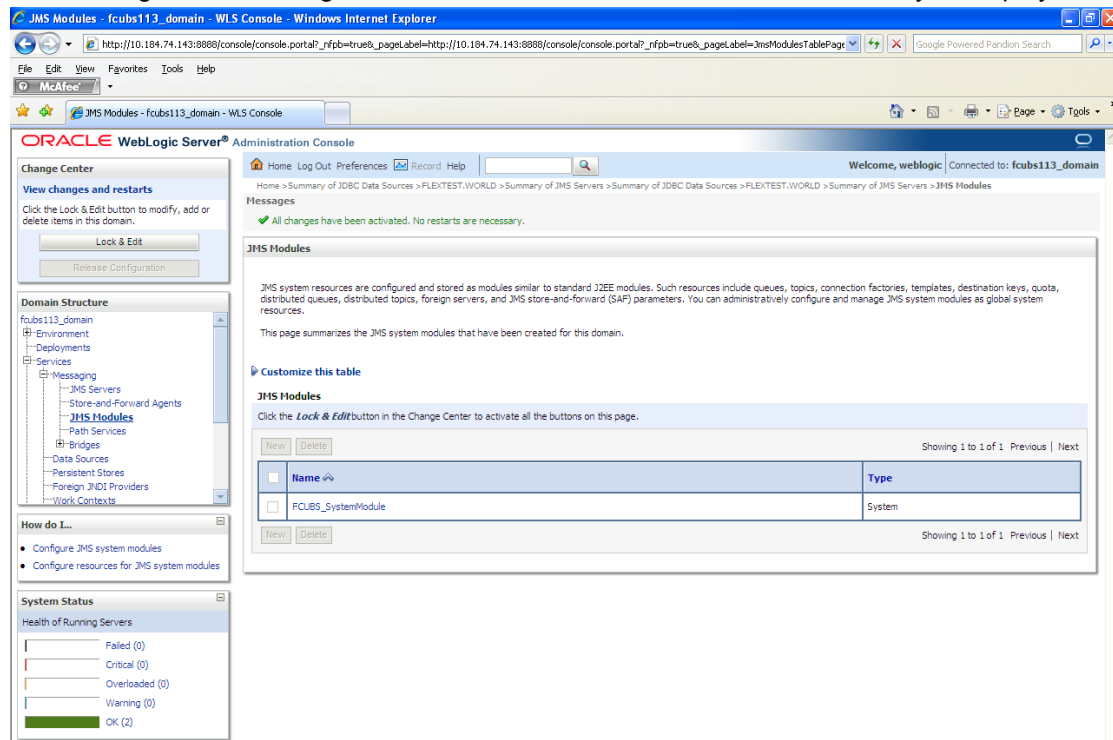 JMS Modules - fcubs113_domain - WLS Console - Windows Internet Explorer
http://10.184.74.143:8888/console/console.portal?_nfpb=true&_pageLabel=http://10.184.74.143:8888/console/console.portal?_nfpb=true&_pageLabel=JmsModulesTablePage
Google Powered Pandion Search
File Edit View Favorites Tools Help
McAfee
JMS Modules - fcubs113_domain - WLS Console
Page Tools
ORACLE WebLogic Server® Administration Console
Change Center
View changes and restarts
Click the Lock & Edit button to modify, add or
delete items in this domain.
Lock & Edit
Release Configuration
Domain Structure
fcubs113_domain
Environment
Deployments
Services
Messaging
JMS Servers
Store-and-Forward Agents
JMS Modules
Path Services
Bridges
Data Sources
Persistent Stores
Foreign JNDI Providers
Work Contexts
How do I...
Configure JMS system modules
Configure resources for JMS system modules
System Status
Health of Running Servers
Failed (0)
Critical (0)
Overloaded (0)
Warning (0)
OK (2)
Home Log Out Preferences Record Help
Welcome, weblogic Connected to: fcubs113_domain
Home >Summary of JDBC Data Sources >FLEXTEST.WORLD >Summary of JMS Servers >Summary of JDBC Data Sources >FLEXTEST.WORLD >Summary of JMS Servers >JMS Modules
Messages
All changes have been activated. No restarts are necessary.
JMS Modules
JMS system resources are configured and stored as modules similar to standard J2EE modules. Such resources include queues, topics, connection factories, templates, destination keys, quota,
distributed queues, distributed topics, foreign servers, and JMS store-and-forward (SAF) parameters. You can administratively configure and manage JMS system modules as global system
resources.
This page summarizes the JMS system modules that have been created for this domain.
Customize this table
JMS Modules
Click the Lock & Edit button in the Change Center to activate all the buttons on this page.
New Delete
Showing 1 to 1 of 1 Previous | Next
Name Type
FCUBS_SystemModule System
New Delete
Showing 1 to 1 of 1 Previous | Next